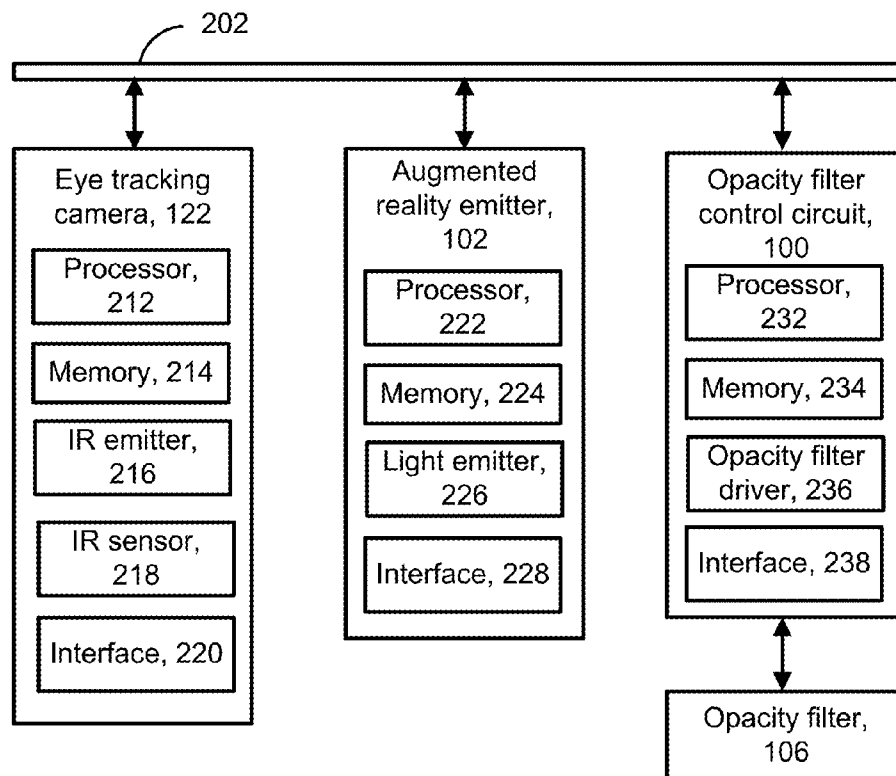 202
Eye tracking
camera, 122
Processor,
212
Memory, 214
IR emitter,
216
IR sensor,
218
Interface, 220
Augmented
reality emitter,
102
Processor,
222
Memory, 224
Light emitter,
226
Interface, 228
Opacity filter
control circuit,
100
Processor,
232
Memory, 234
Opacity filter
driver, 236
Interface, 238
Opacity filter,
106